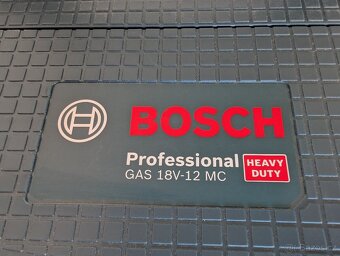 BOSCH
Professional
GAS 18V-12 MC
HEAVY
DUTY